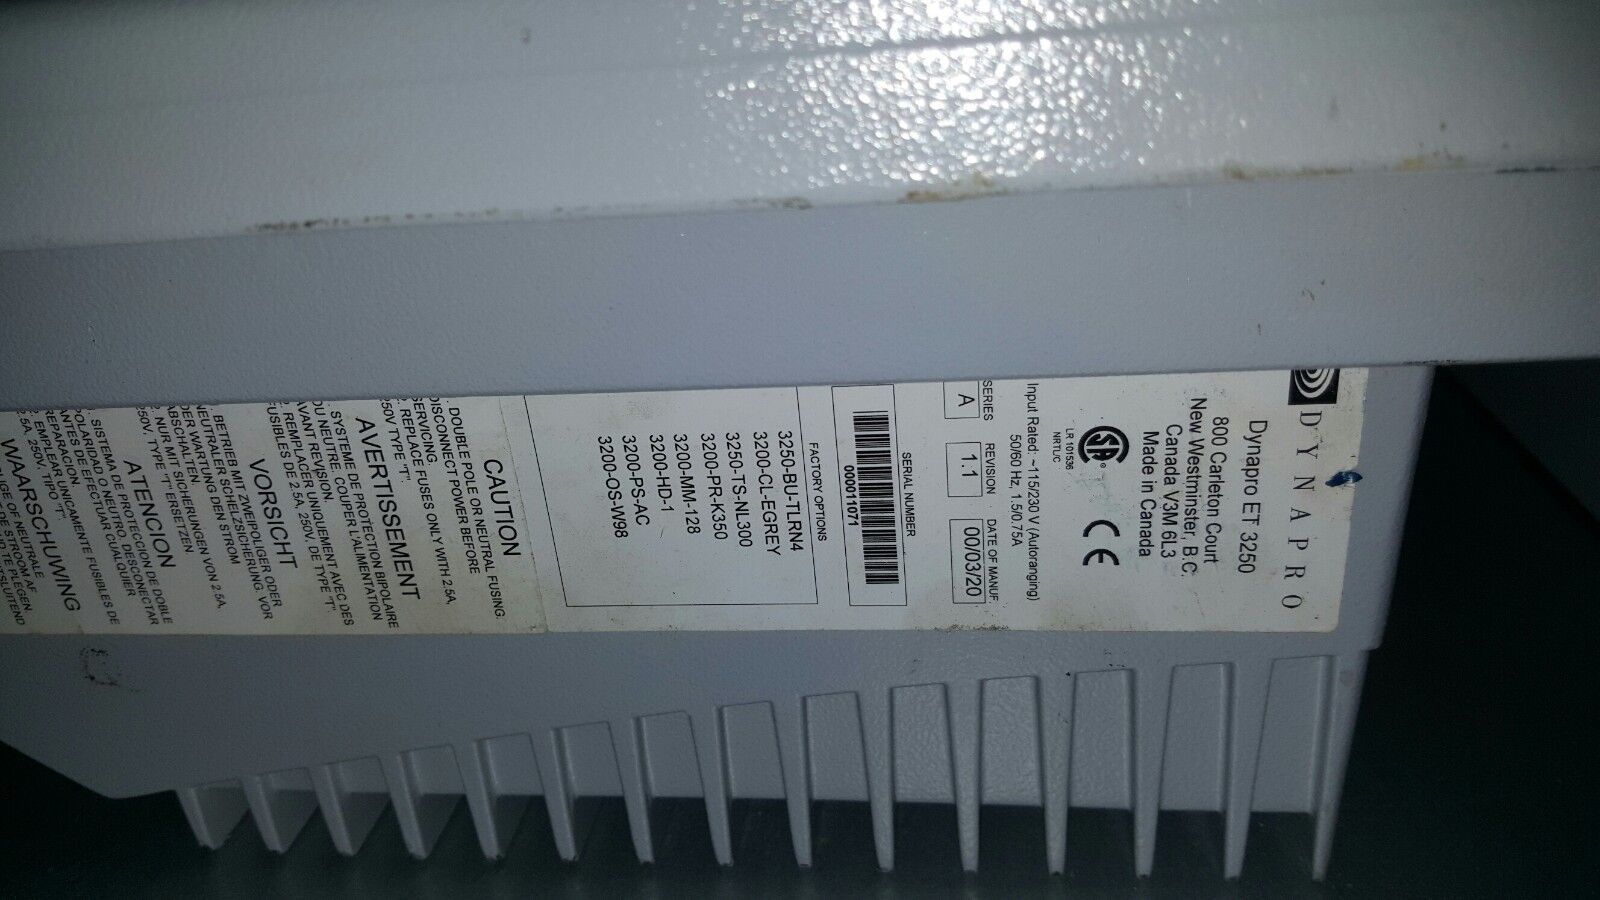 DYNAPRO
Dynapro ET 3250
800 Carleton Court
New Westminster, B.C.
Canada V3M 6L3
Made in Canada
LR 101536
NRTL/C
CE
Input Rated: ~115/230 V (Autoranging)
50/60 Hz, 1.5/0.75A
SERIES REVISION DATE OF MANUF.
A 1.1 00/03/20
SERIAL NUMBER
000011071
FACTORY OPTIONS
3250-BU-TLRN4
3200-CL-EGREY
3250-TS-NL300
3200-PR-K350
3200-MM-128
3200-HD-1
3200-PS-AC
3200-OS-W98
CAUTION
. DOUBLE POLE OR NEUTRAL FUSING.
DISCONNECT POWER BEFORE
SERVICING.
. REPLACE FUSES ONLY WITH 2.5A,
250V TYPE "T".
AVERTISSEMENT
. SYSTEME DE PROTECTION BIPOLAIRE
OU NEUTRE. COUPER L'ALIMENTATION
AVANT REVISION
. REMPLACER UNIQUEMENT AVEC DES
FUSIBLES DE 2.5A, 250V, DE TYPE "T".
VORSICHT
. BETRIEB MIT ZWEIPOLIGER ODER
NEUTRALER SCHELZSICHERUNG. VOR
DER WARTUNG DEN STROM
ABSCHALTEN
. NUR MIT SICHERUNGEN VON 2.5A,
250V, TYPE "T" ERSETZEN
ATENCION
. SISTEMA DE PROTECCION DE DOBLE
POLARIDAD O NEUTRO. DESCONECTAR
ANTES DE EFECTUAR CUALQUIER
REPARACION
. EMPLEAR UNICAMENTE FUSIBLES DE
2.5A, 250V, TIPO "T".
WAARSCHUWING
OF NEUTRALE
STROOM AF
PLEGEN